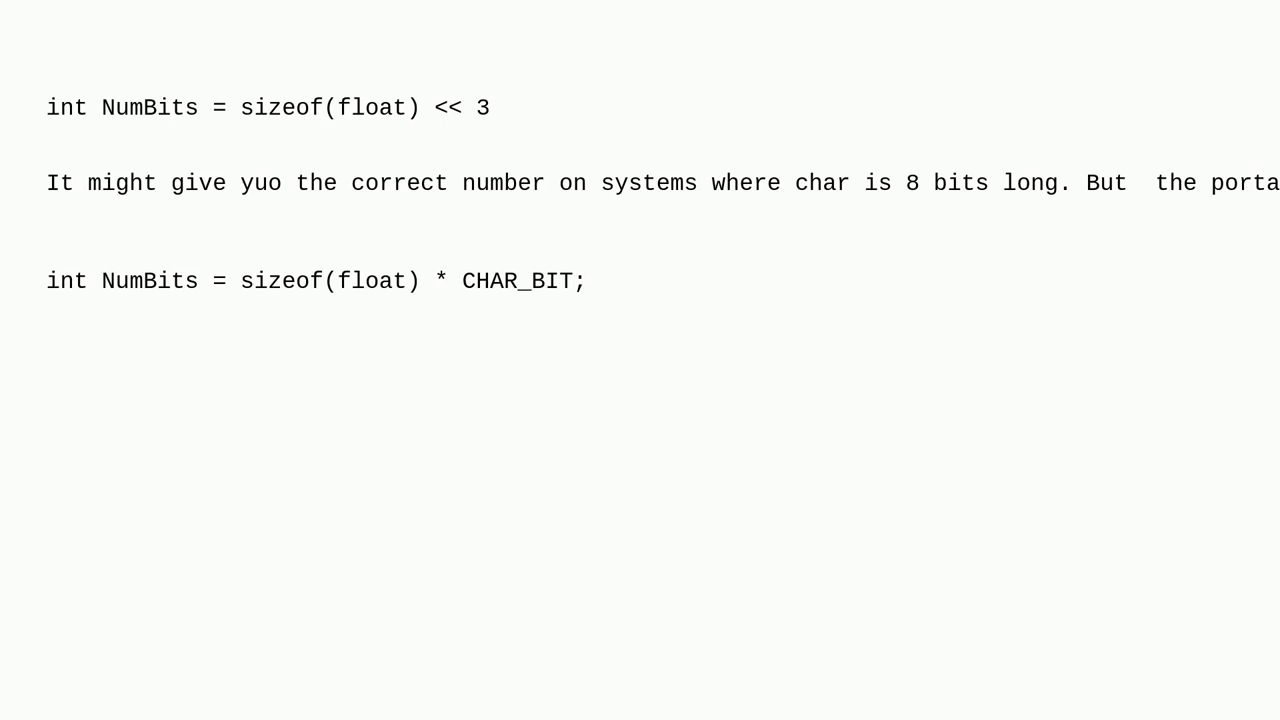 int NumBits = sizeof(float) << 3
It might give yuo the correct number on systems where char is 8 bits long. But  the porta
int NumBits = sizeof(float) * CHAR_BIT;